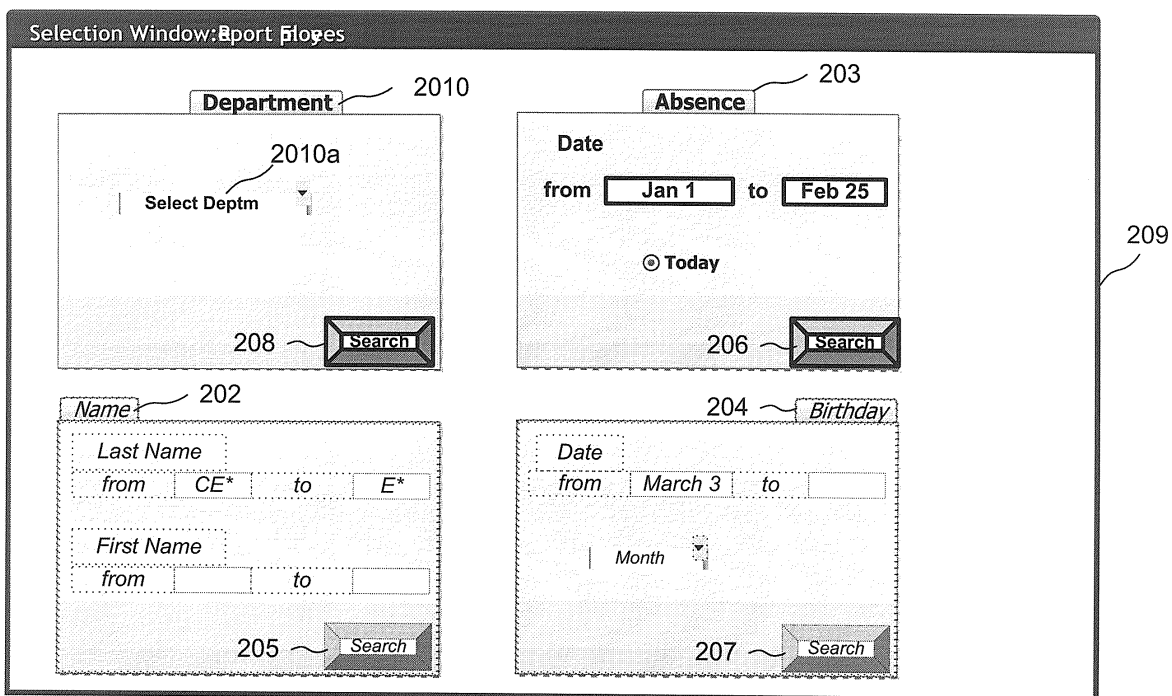 Selection Window:
Department 2010
2010a
Select Deptm
208 Search
Absence 203
Date
from Jan 1 to Feb 25
Today
206 Search
209
Name 202
Last Name
from CE* to E*
First Name
from to
205 Search
204 Birthday
Date
from March 3 to
Month
207 Search